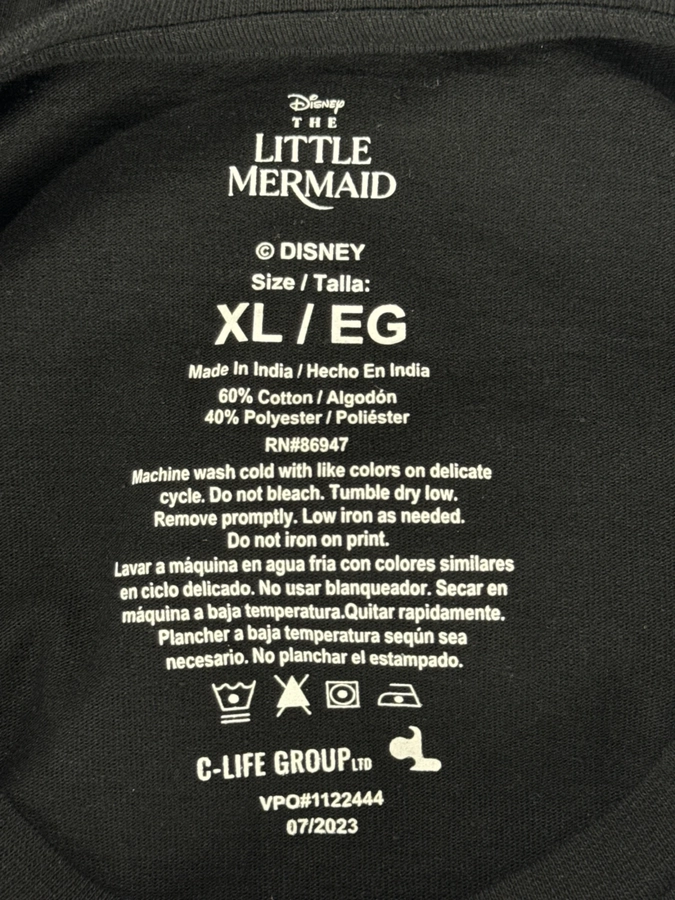 Disney
THE
LITTLE
MERMAID
© DISNEY
Size / Talla:
XL / EG
Made In India / Hecho En India
60% Cotton / Algodón
40% Polyester / Poliéster
RN#86947
Machine wash cold with like colors on delicate
cycle. Do not bleach. Tumble dry low.
Remove promptly. Low iron as needed.
Do not iron on print.
Lavar a máquina en agua fría con colores similares
en ciclo delicado. No usar blanqueador. Secar en
máquina a baja temperatura.Quitar rapidamente.
Plancher a baja temperatura seqún sea
necesario. No planchar el estampado.
C-LIFE GROUP LTD
VPO#1122444
07/2023